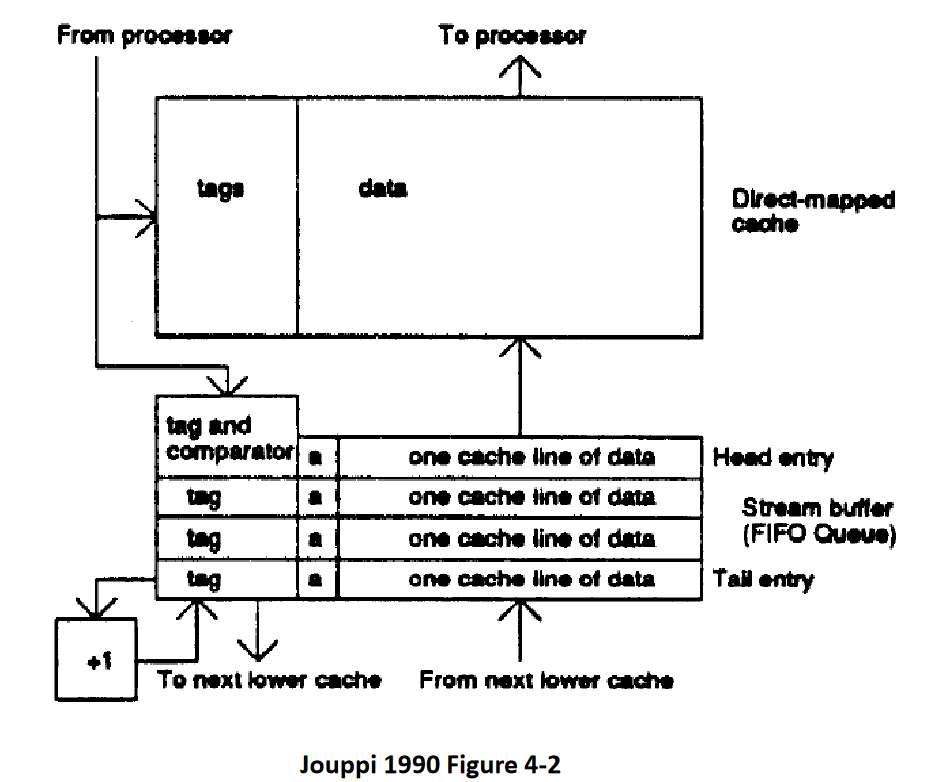 From processor
To processor
tags
data
Direct-mapped
cache
tag and
comparator
a
one cache line of data
Head entry
tag
a
one cache line of data
Stream buffer
(FIFO Queue)
tag
a
one cache line of data
tag
a
one cache line of data
Tail entry
+1
To next lower cache
From next lower cache
Jouppi 1990 Figure 4-2